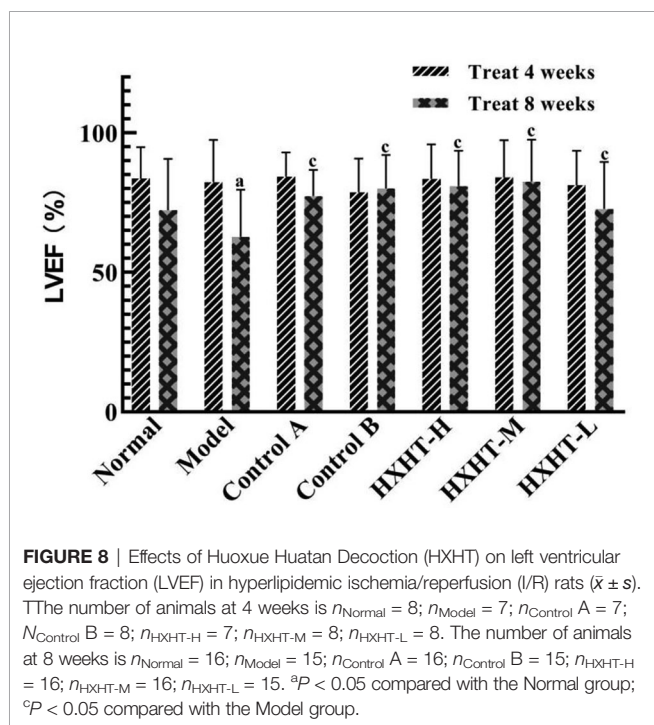 Treat 4 weeks
Treat 8 weeks
100
50
0
LVEF (%)
a
c
c
c
c
c
Normal
Model
Control A
Control B
HXHT-H
HXHT-M
HXHT-L
FIGURE 8 | Effects of Huoxue Huatan Decoction (HXHT) on left ventricular
ejection fraction (LVEF) in hyperlipidemic ischemia/reperfusion (I/R) rats (x̄ ± s).
TThe number of animals at 4 weeks is nNormal = 8; nModel = 7; nControl A = 7;
NControl B = 8; nHXHT-H = 7; nHXHT-M = 8; nHXHT-L = 8. The number of animals
at 8 weeks is nNormal = 16; nModel = 15; nControl A = 16; nControl B = 15; nHXHT-H
= 16; nHXHT-M = 16; nHXHT-L = 15. aP < 0.05 compared with the Normal group;
cP < 0.05 compared with the Model group.